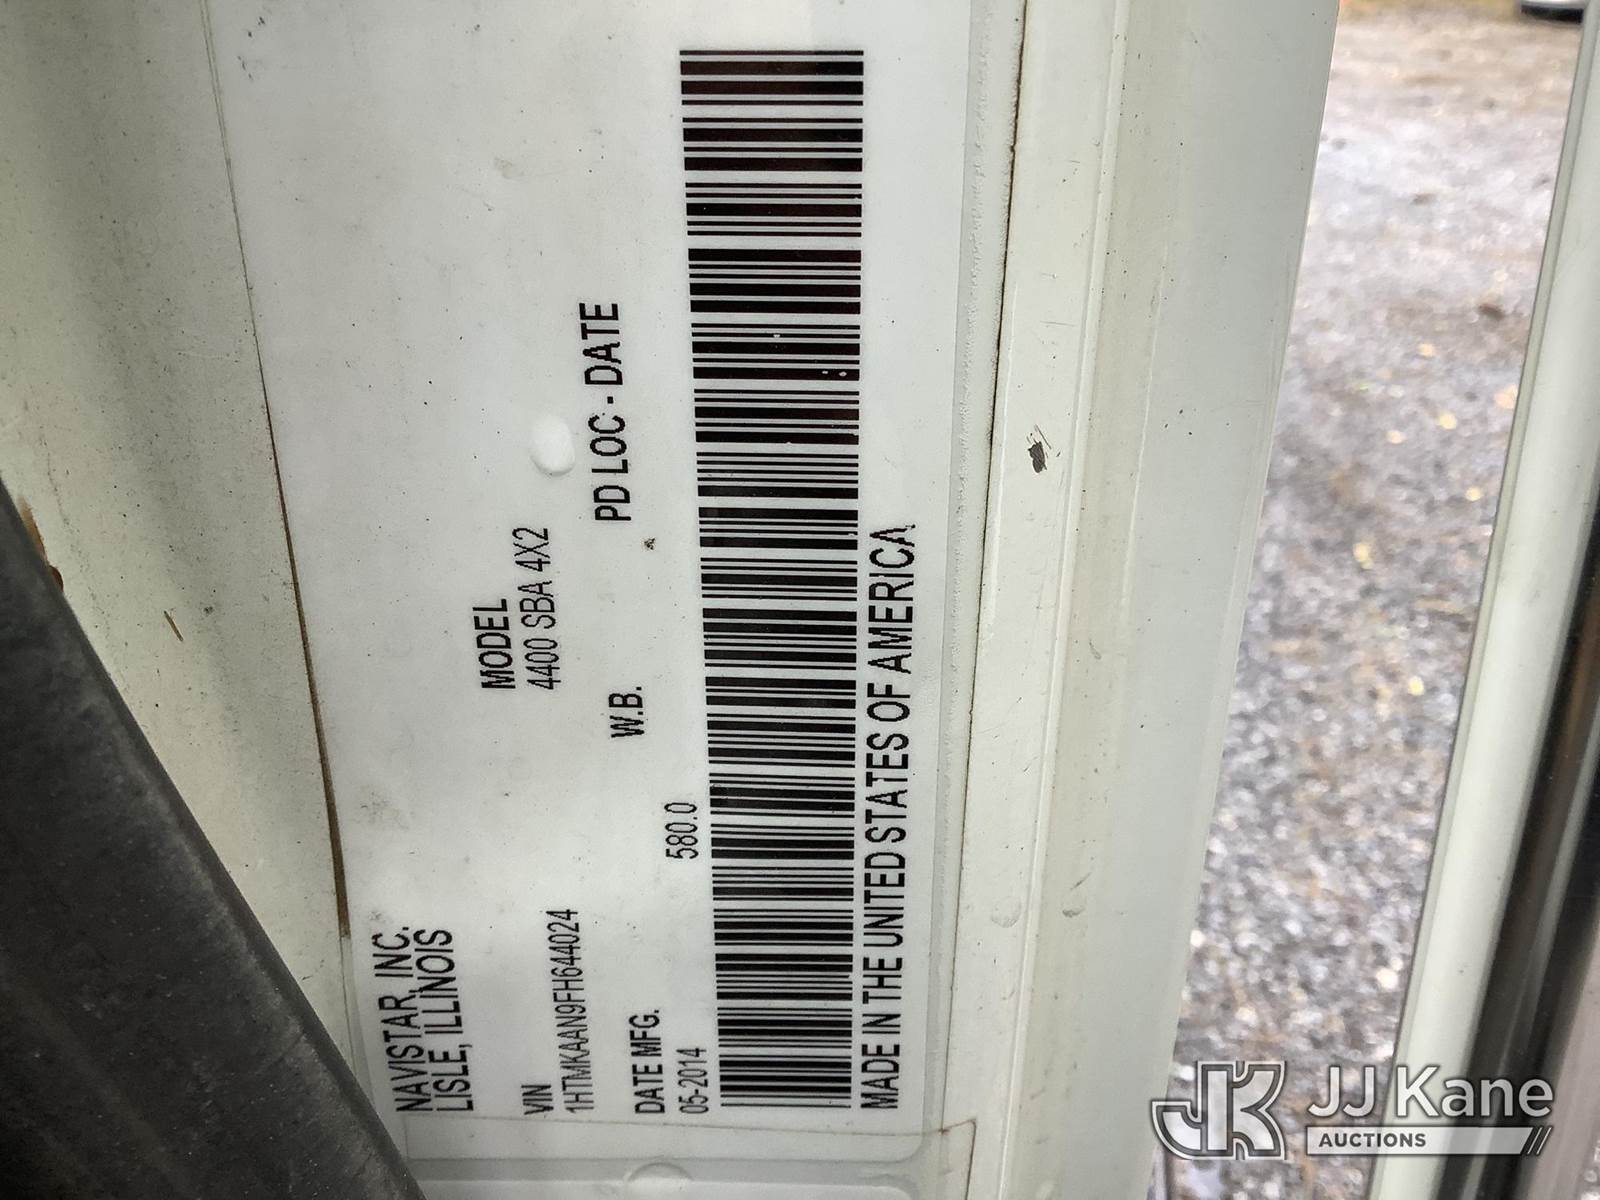 NAVISTAR, INC.
LISLE, ILLINOIS
VIN MODEL
1HTMKAAN9FH644024 4400 SBA 4X2
DATE MFG. W.B. PD LOC - DATE
05-2014 580.0
MADE IN THE UNITED STATES OF AMERICA
JK JJ Kane
AUCTIONS